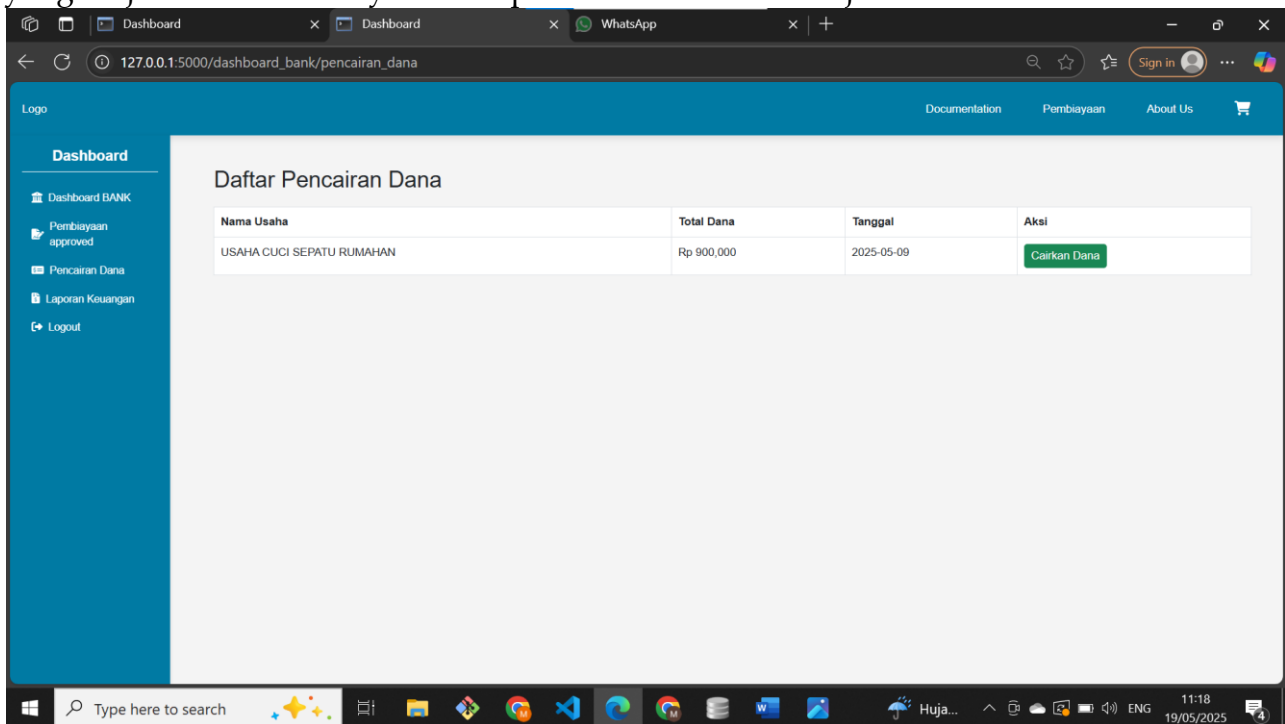 Dashboard
Dashboard
WhatsApp
127.0.0.1:5000/dashboard_bank/pencairan_dana
Sign in
Logo
Documentation
Pembiayaan
About Us
Dashboard
Dashboard BANK
Pembiayaan
approved
Pencairan Dana
Laporan Keuangan
Logout
Daftar Pencairan Dana
Nama Usaha Total Dana Tanggal Aksi
USAHA CUCI SEPATU RUMAHAN Rp 900,000 2025-05-09 Cairkan Dana
Type here to search
Huja...
ENG
11:18
19/05/2025
4